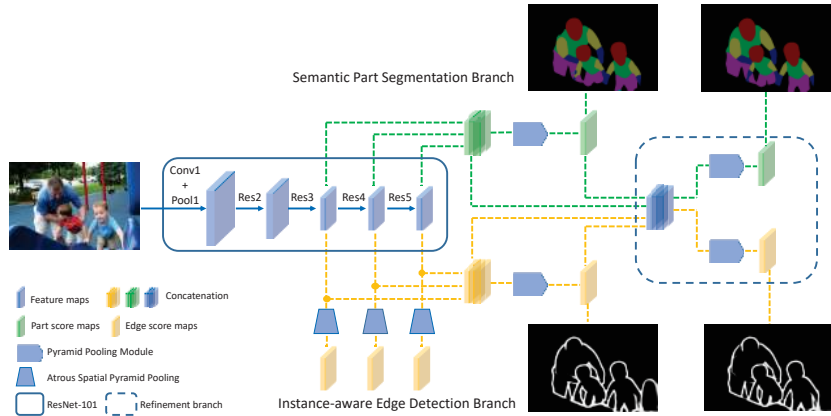 Semantic Part Segmentation Branch
Conv1
+
Pool1
Res2
Res3
Res4
Res5
Feature maps
Concatenation
Part score maps
Edge score maps
Pyramid Pooling Module
Atrous Spatial Pyramid Pooling
ResNet-101
Refinement branch
Instance-aware Edge Detection Branch